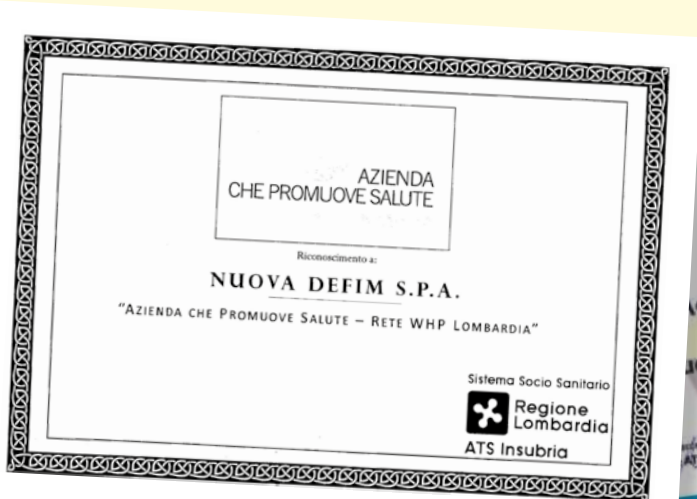 AZIENDA
CHE PROMUOVE SALUTE
Riconoscimento a:
NUOVA DEFIM S.P.A.
"AZIENDA CHE PROMUOVE SALUTE – RETE WHP LOMBARDIA"
Sistema Socio Sanitario
Regione
Lombardia
ATS Insubria